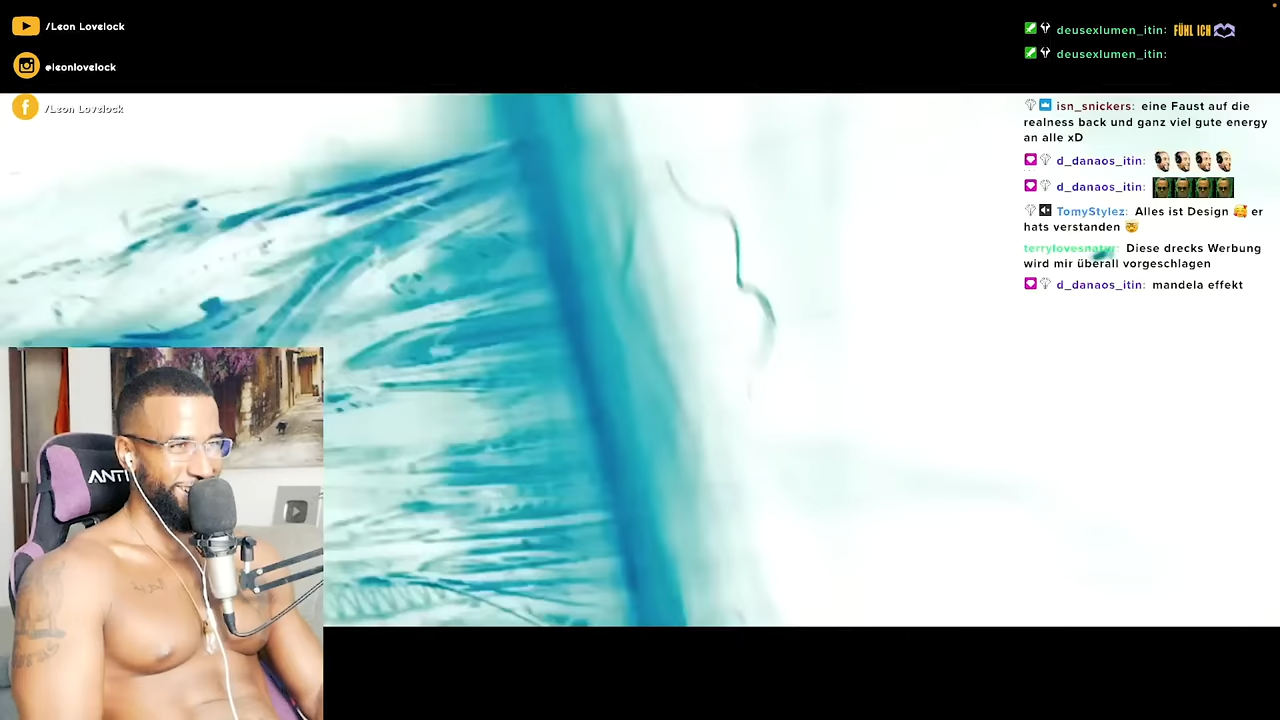 /Leon Lovelock
@leonlovelock
/Leon Lovelock
deusexlumen_itin: FÜHL ICH
deusexlumen_itin:
isn_snickers: eine Faust auf die
realness back und ganz viel gute energy
an alle xD
d_danaos_itin:
d_danaos_itin:
TomyStylez: Alles ist Design 🥰 er
hats verstanden 🤯
terrylovesnatur: Diese drecks Werbung
wird mir überall vorgeschlagen
d_danaos_itin: mandela effekt
ANT